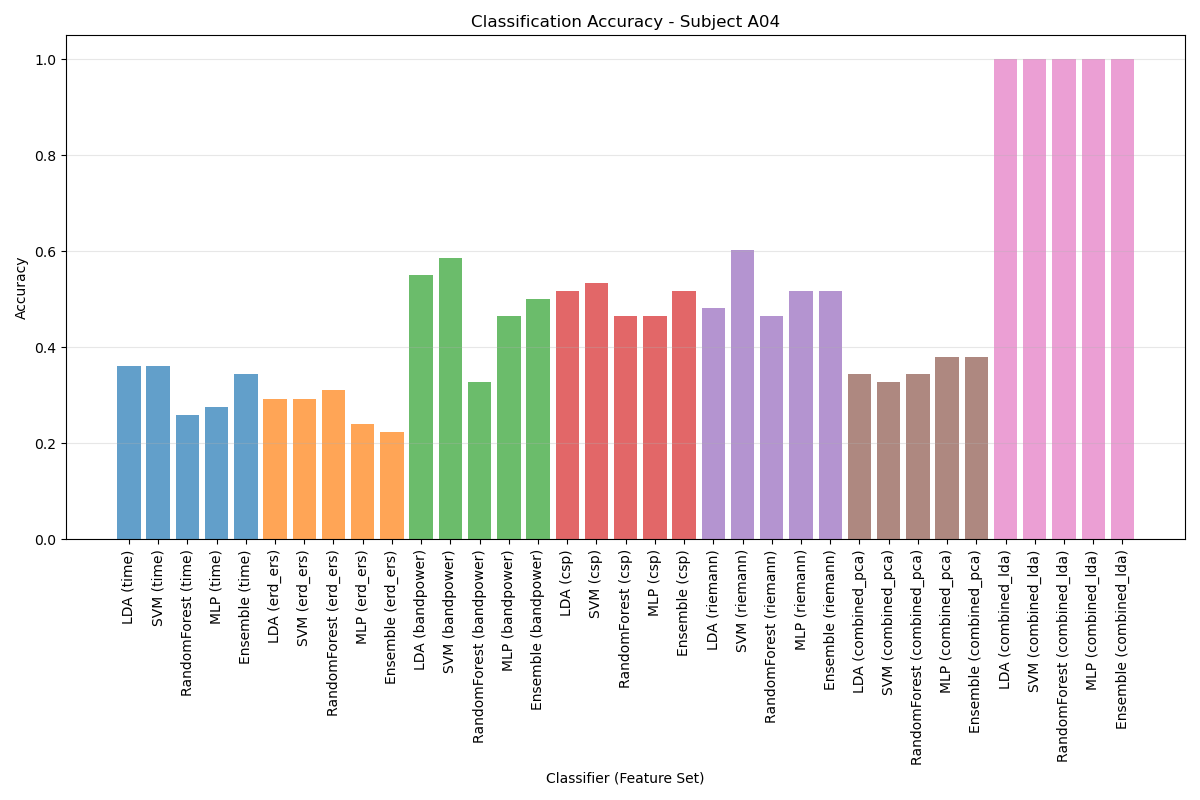 Classification Accuracy - Subject A04
Accuracy
1.0
0.8
0.6
0.4
0.2
0.0
LDA (time)
SVM (time)
RandomForest (time)
MLP (time)
Ensemble (time)
LDA (erd_ers)
SVM (erd_ers)
RandomForest (erd_ers)
MLP (erd_ers)
Ensemble (erd_ers)
LDA (bandpower)
SVM (bandpower)
RandomForest (bandpower)
MLP (bandpower)
Ensemble (bandpower)
LDA (csp)
SVM (csp)
RandomForest (csp)
MLP (csp)
Ensemble (csp)
LDA (riemann)
SVM (riemann)
RandomForest (riemann)
MLP (riemann)
Ensemble (riemann)
LDA (combined_pca)
SVM (combined_pca)
RandomForest (combined_pca)
MLP (combined_pca)
Ensemble (combined_pca)
LDA (combined_lda)
SVM (combined_lda)
RandomForest (combined_lda)
MLP (combined_lda)
Ensemble (combined_lda)
Classifier (Feature Set)